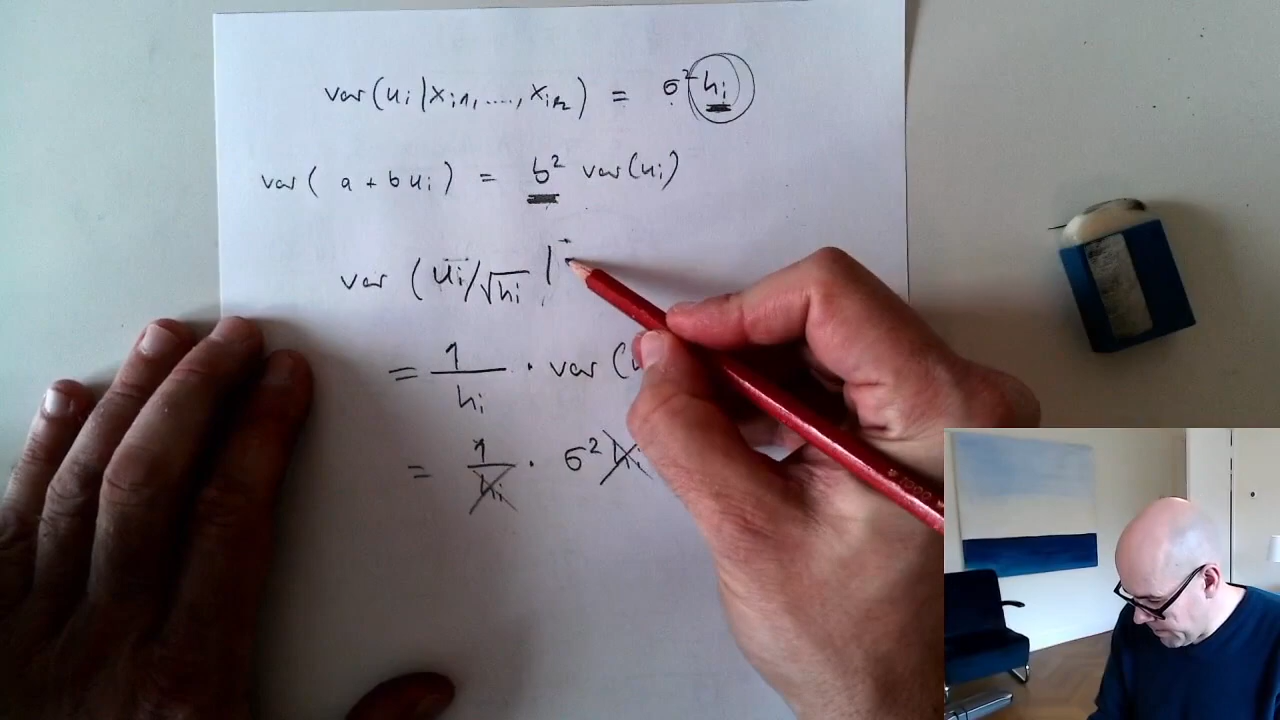 var(ui|xi1,....,xik) = σ²hi
var( a + b ui ) = b² var(ui)
var (ui/√hi |
= 1/hi · var (u
= 1/hi · σ² hi